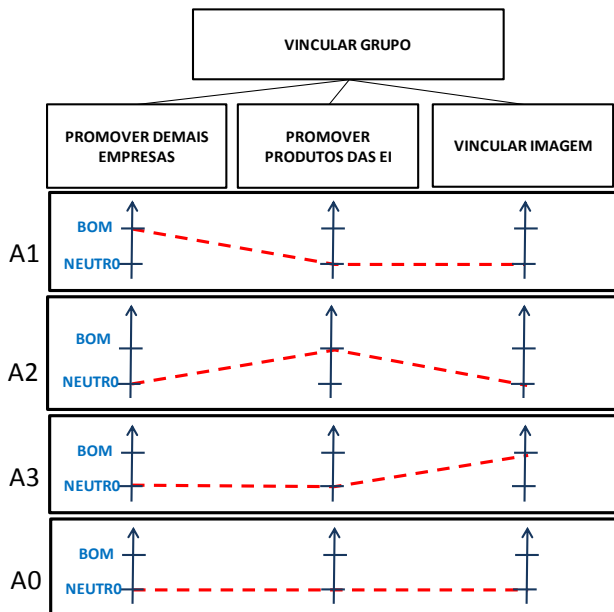 VINCULAR GRUPO
PROMOVER DEMAIS
EMPRESAS
PROMOVER
PRODUTOS DAS EI
VINCULAR IMAGEM
A1
BOM
NEUTR0
A2
BOM
NEUTR0
A3
BOM
NEUTR0
A0
BOM
NEUTR0